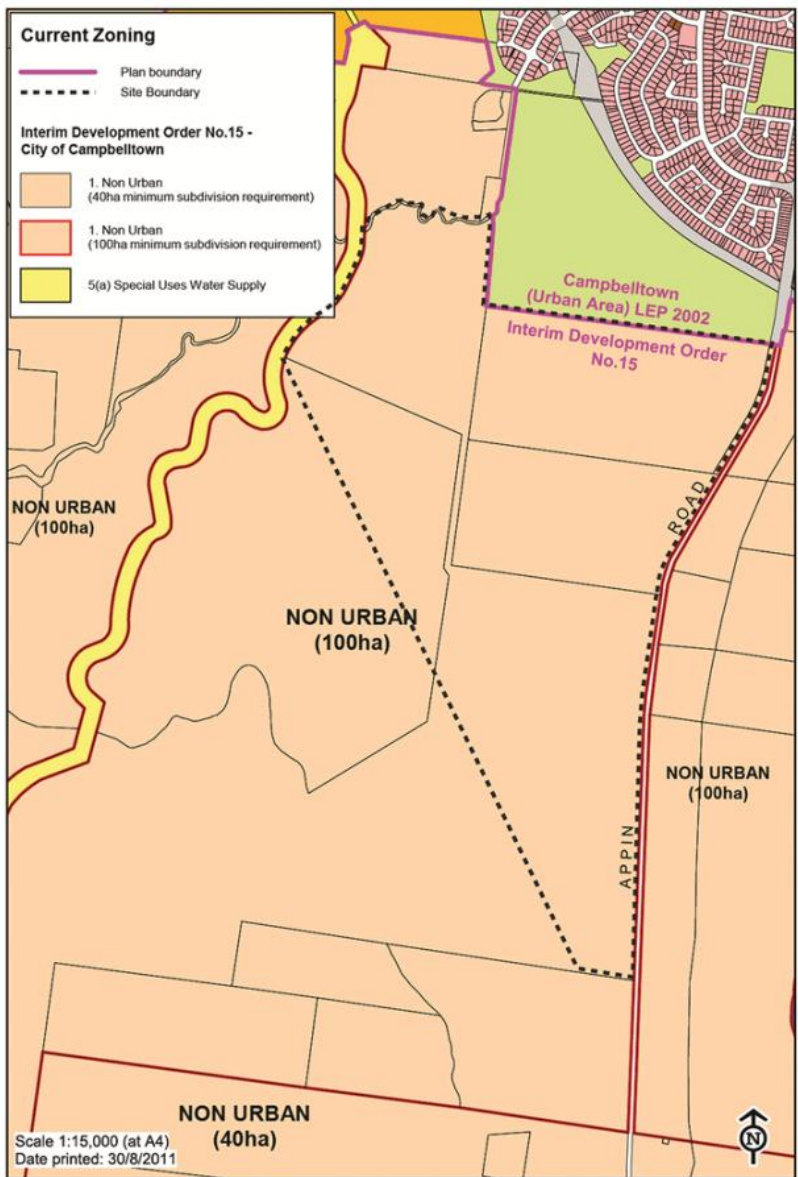 Current Zoning
Plan boundary
Site Boundary
Interim Development Order No.15 -
City of Campbelltown
1. Non Urban
(40ha minimum subdivision requirement)
1. Non Urban
(100ha minimum subdivision requirement)
5(a) Special Uses Water Supply
Campbelltown
(Urban Area) LEP 2002
Interim Development Order
No.15
ROAD
NON URBAN
(100ha)
NON URBAN
(100ha)
NON URBAN
(100ha)
APPIN
NON URBAN
(40ha)
Scale 1:15,000 (at A4)
Date printed: 30/8/2011
N